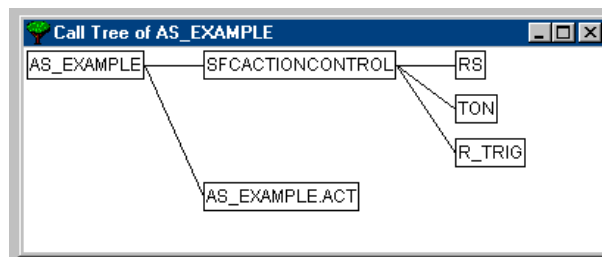 Call Tree of AS_EXAMPLE
AS_EXAMPLE
SFCACTIONCONTROL
RS
TON
R_TRIG
AS_EXAMPLE.ACT